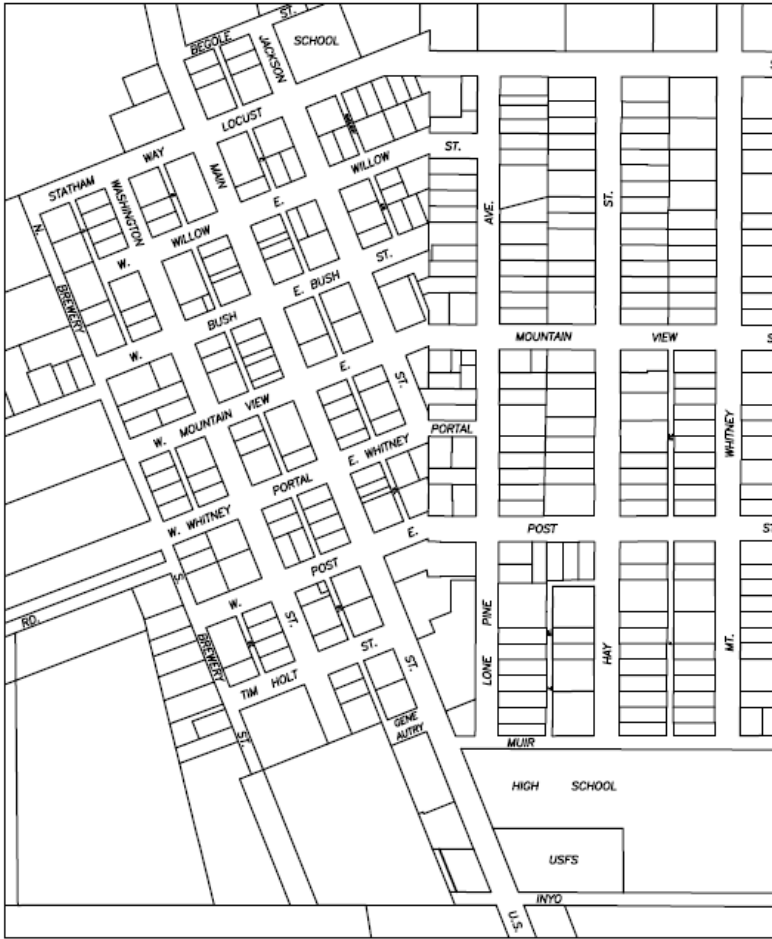 ST.
BEGOLE
JACKSON
SCHOOL
LOCUST
ST.
WAY
STATHAM
WILLOW
MAIN
WASHINGTON
E.
ST.
AVE.
N.
WILLOW
W.
ST.
BREWERY
E. BUSH
BUSH
MOUNTAIN
VIEW
S
W.
E.
ST.
W. MOUNTAIN VIEW
PORTAL
WHITNEY
E. WHITNEY
PORTAL
W. WHITNEY
E.
POST
ST
POST
S.
W.
RD.
PINE
ST.
BREWERY
ST.
ST.
LONE
HAY
MT.
TIM HOLT
GENE
AUTRY
ST.
MUIR
HIGH SCHOOL
USFS
INYO
U.S.